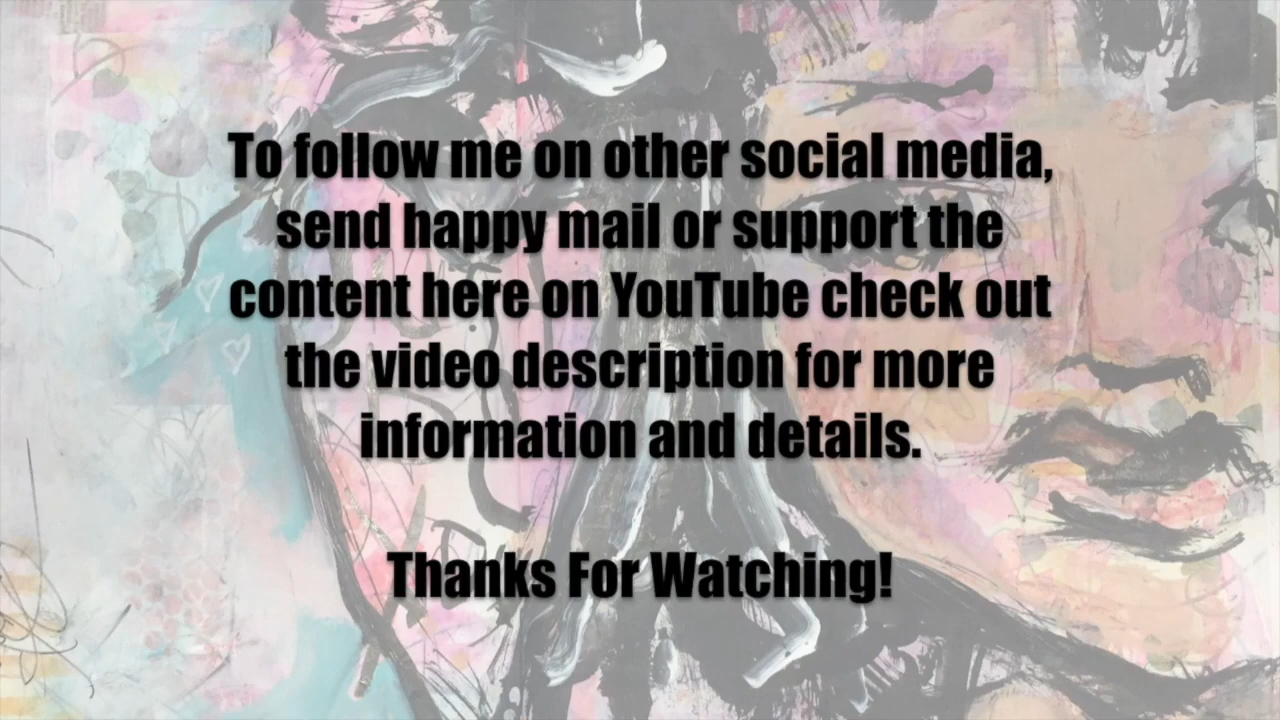 To follow me on other social media,
send happy mail or support the
content here on YouTube check out
the video description for more
information and details.
Thanks For Watching!